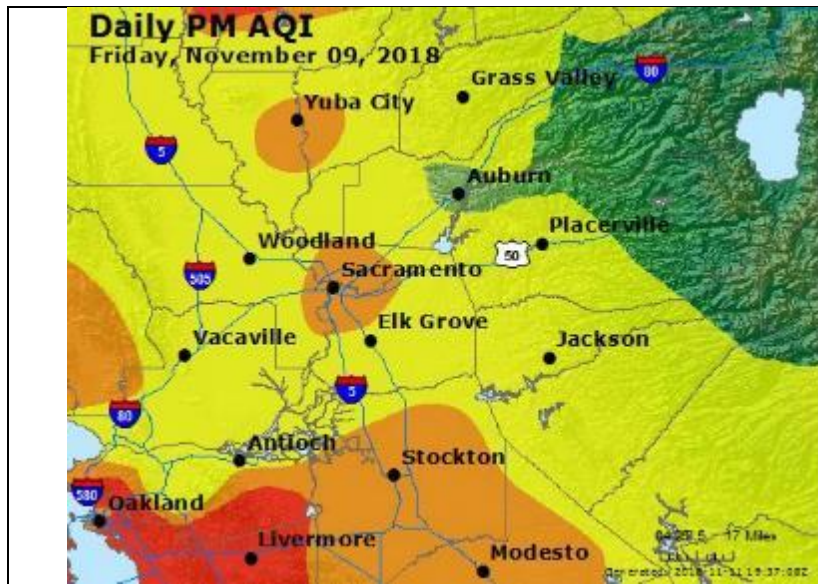 Daily PM AQI
Friday, November 09, 2018
Grass Valley
80
Yuba City
5
Auburn
Placerville
Woodland
50
Sacramento
505
Elk Grove
Vacaville
Jackson
5
80
Antioch
Stockton
580
Oakland
Livermore
Modesto
17 Miles